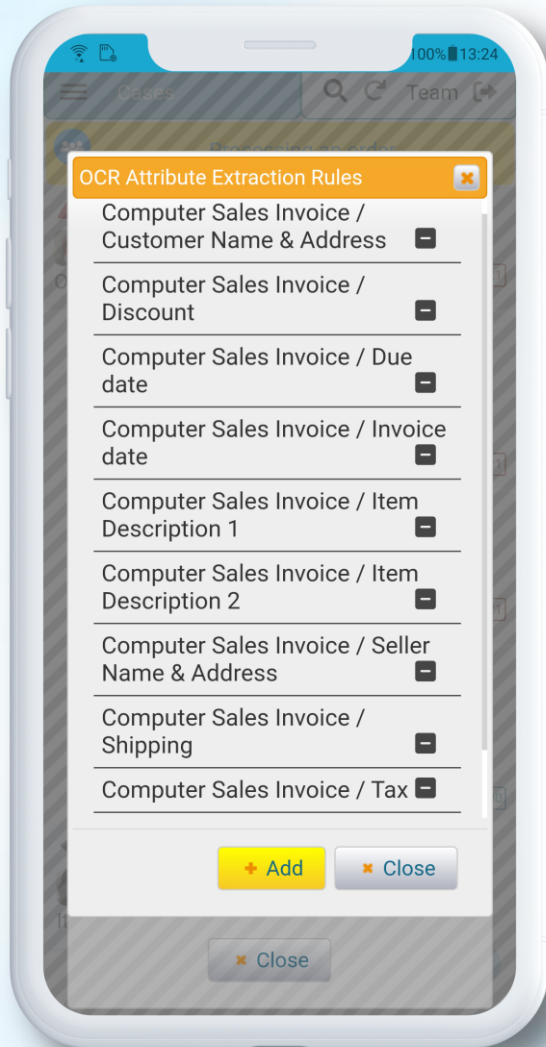 100% 13:24
Cases Team
Processing an order
OCR Attribute Extraction Rules
Computer Sales Invoice /
Customer Name & Address
Computer Sales Invoice /
Discount
Computer Sales Invoice / Due
date
Computer Sales Invoice / Invoice
date
Computer Sales Invoice / Item
Description 1
Computer Sales Invoice / Item
Description 2
Computer Sales Invoice / Seller
Name & Address
Computer Sales Invoice /
Shipping
Computer Sales Invoice / Tax
Add Close
Close